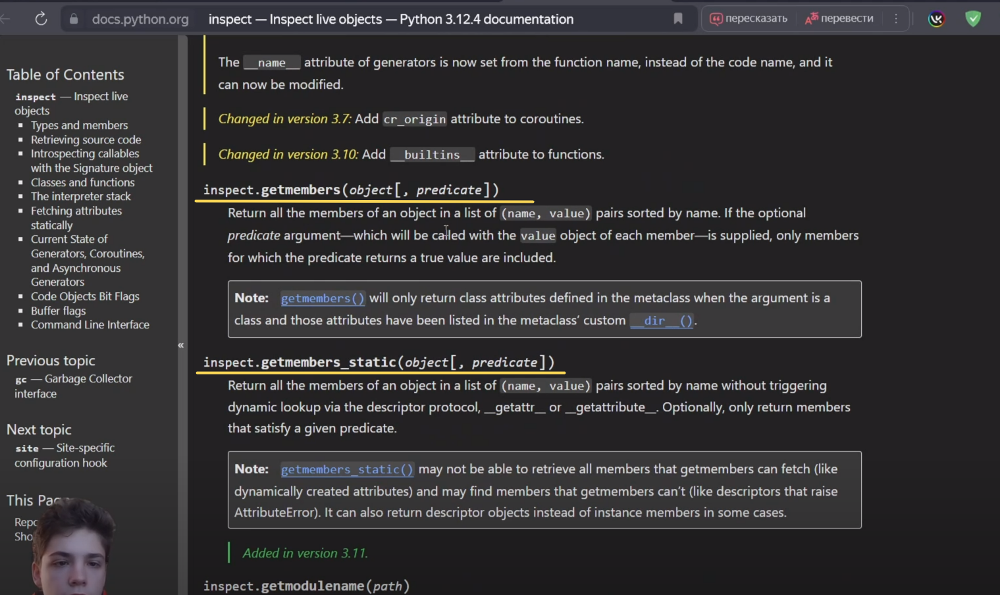 docs.python.org inspect — Inspect live objects — Python 3.12.4 documentation пересказать перевести
Table of Contents
inspect — Inspect live
objects
Types and members
Retrieving source code
Introspecting callables
with the Signature object
Classes and functions
The interpreter stack
Fetching attributes
statically
Current State of
Generators, Coroutines,
and Asynchronous
Generators
Code Objects Bit Flags
Buffer flags
Command Line Interface
Previous topic
gc — Garbage Collector
interface
Next topic
site — Site-specific
configuration hook
This
«
The __name__ attribute of generators is now set from the function name, instead of the code name, and it
can now be modified.
Changed in version 3.7: Add cr_origin attribute to coroutines.
Changed in version 3.10: Add __builtins__ attribute to functions.
inspect.getmembers(object[, predicate])
Return all the members of an object in a list of (name, value) pairs sorted by name. If the optional
predicate argument—which will be called with the value object of each member—is supplied, only members
for which the predicate returns a true value are included.
Note: getmembers() will only return class attributes defined in the metaclass when the argument is a
class and those attributes have been listed in the metaclass’ custom __dir__().
inspect.getmembers_static(object[, predicate])
Return all the members of an object in a list of (name, value) pairs sorted by name without triggering
dynamic lookup via the descriptor protocol, __getattr__ or __getattribute__. Optionally, only return members
that satisfy a given predicate.
Note: getmembers_static() may not be able to retrieve all members that getmembers can fetch (like
dynamically created attributes) and may find members that getmembers can’t (like descriptors that raise
AttributeError). It can also return descriptor objects instead of instance members in some cases.
Added in version 3.11.
inspect.getmodulename(path)